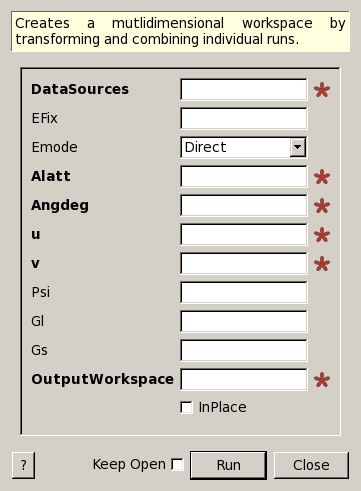 Creates a mutlidimensional workspace by
transforming and combining individual runs.
DataSources
EFix
Emode Direct
Alatt
Angdeg
u
v
Psi
Gl
Gs
OutputWorkspace
InPlace
? Keep Open Run Close